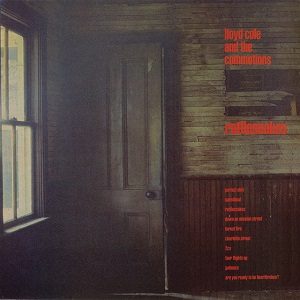 lloyd cole
and the
commotions
rattlesnakes
perfect skin
speedboat
rattlesnakes
down on mission street
forest fire
charlotte street
2cv
four flights up
patience
are you ready to be heartbroken?